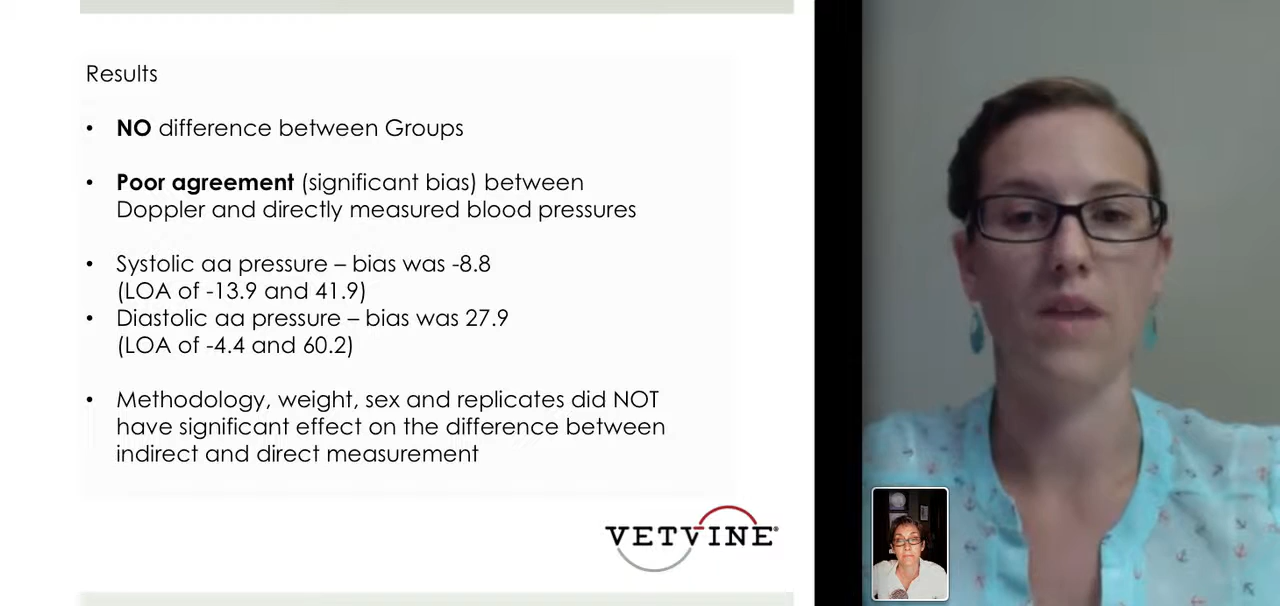 Results
• NO difference between Groups
• Poor agreement (significant bias) between
Doppler and directly measured blood pressures
• Systolic aa pressure – bias was -8.8
(LOA of -13.9 and 41.9)
• Diastolic aa pressure – bias was 27.9
(LOA of -4.4 and 60.2)
• Methodology, weight, sex and replicates did NOT
have significant effect on the difference between
indirect and direct measurement
VETVINE®